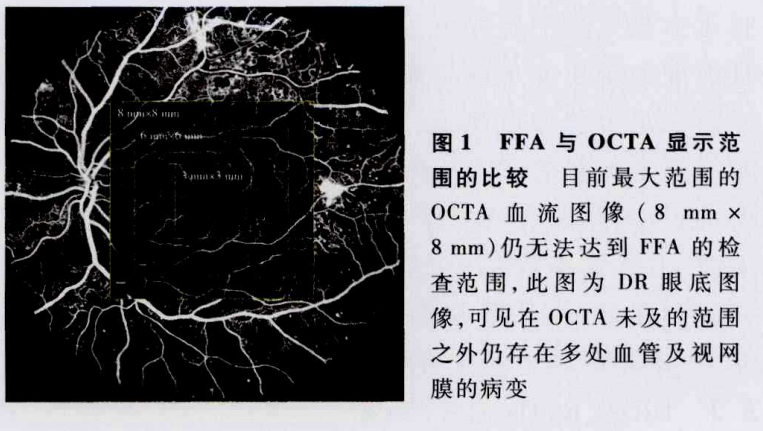 8 mm×8 mm
6 mm×6 mm
3 mm×3 mm
图1 FFA 与 OCTA 显示范
围的比较 目前最大范围的
OCTA 血流图像(8 mm ×
8 mm)仍无法达到 FFA 的检
查范围,此图为 DR 眼底图
像,可见在 OCTA 未及的范围
之外仍存在多处血管及视网
膜的病变